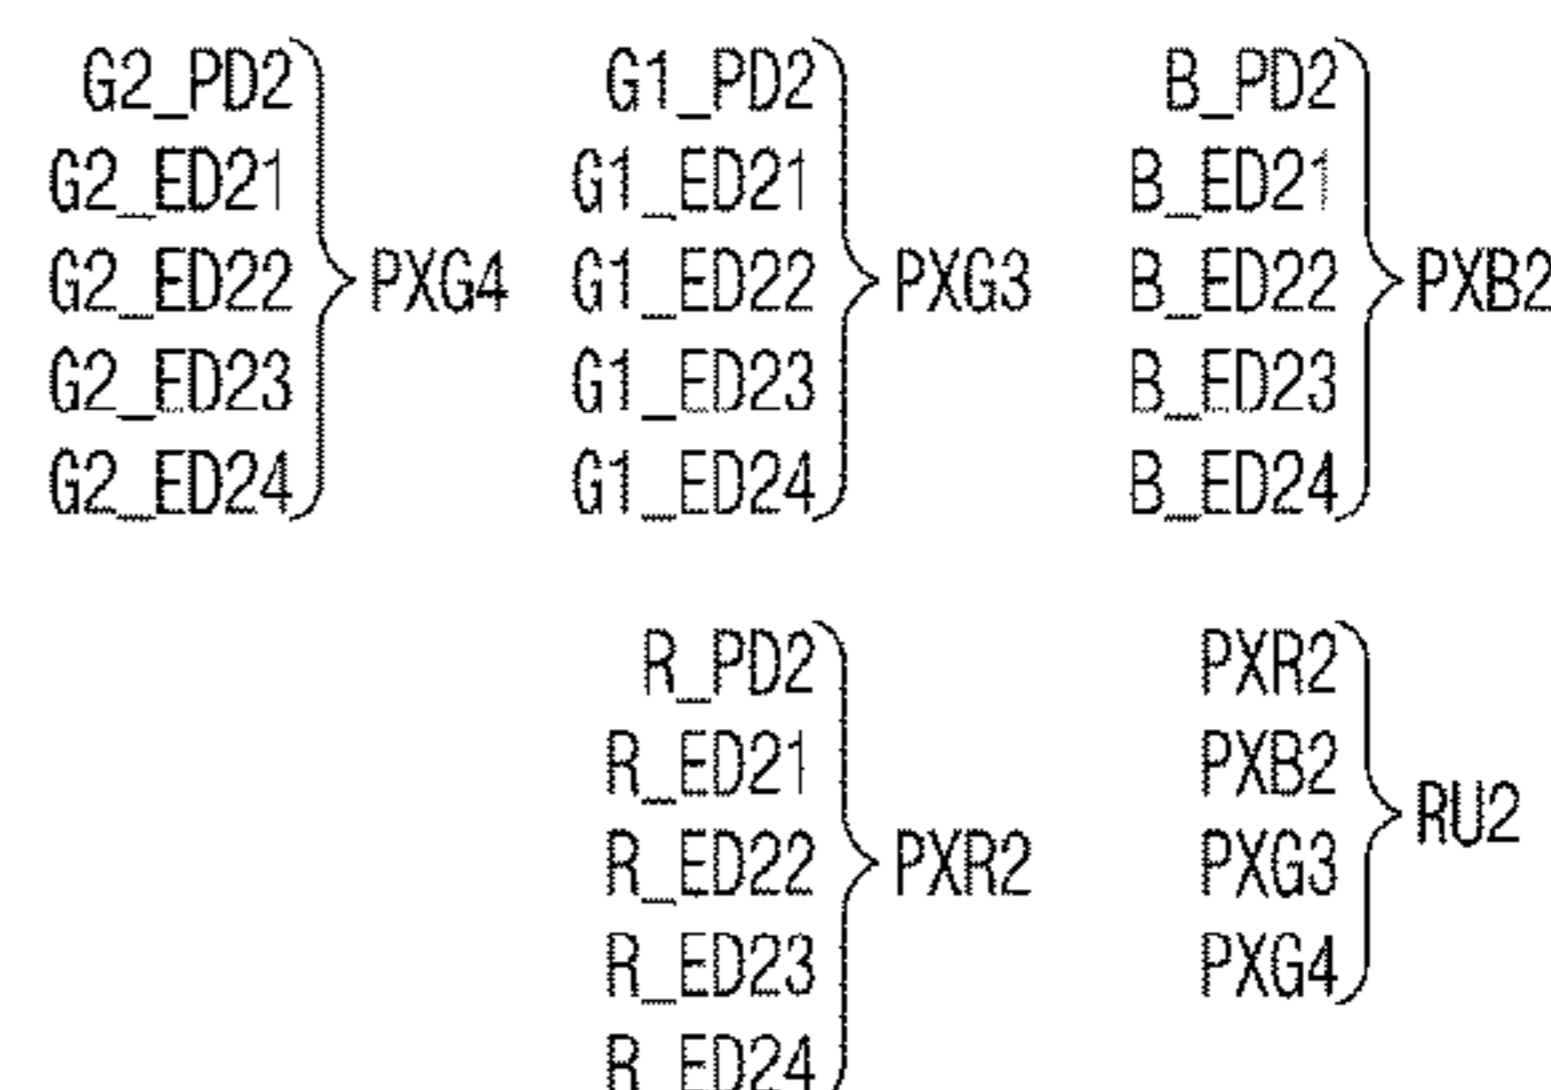 G2_PD2
G2_ED21
G2_ED22
G2_ED23
G2_ED24
PXG4
G1_PD2
G1_ED21
G1_ED22
G1_ED23
G1_ED24
PXG3
B_PD2
B_ED21
B_ED22
B_ED23
B_ED24
PXB2
R_PD2
R_ED21
R_ED22
R_ED23
R_ED24
PXR2
PXR2
PXB2
PXG3
PXG4
RU2